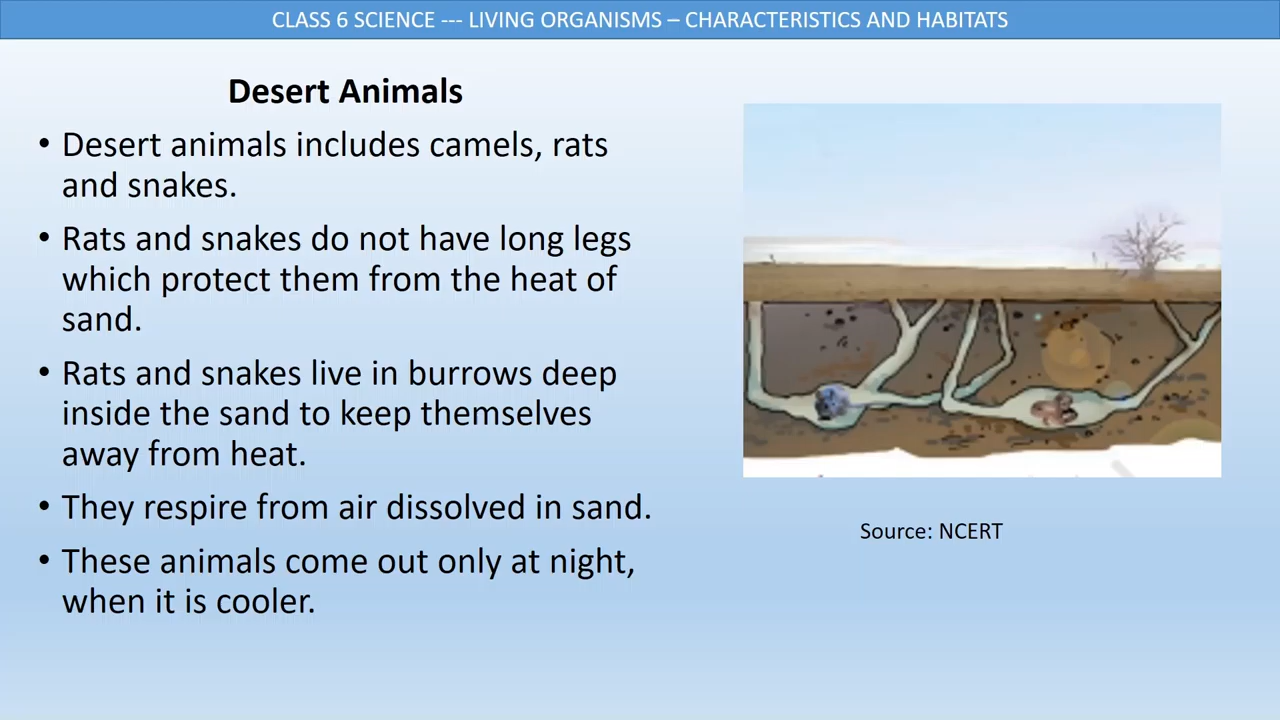 CLASS 6 SCIENCE --- LIVING ORGANISMS – CHARACTERISTICS AND HABITATS
Desert Animals
• Desert animals includes camels, rats
and snakes.
• Rats and snakes do not have long legs
which protect them from the heat of
sand.
• Rats and snakes live in burrows deep
inside the sand to keep themselves
away from heat.
• They respire from air dissolved in sand.
• These animals come out only at night,
when it is cooler.
Source: NCERT